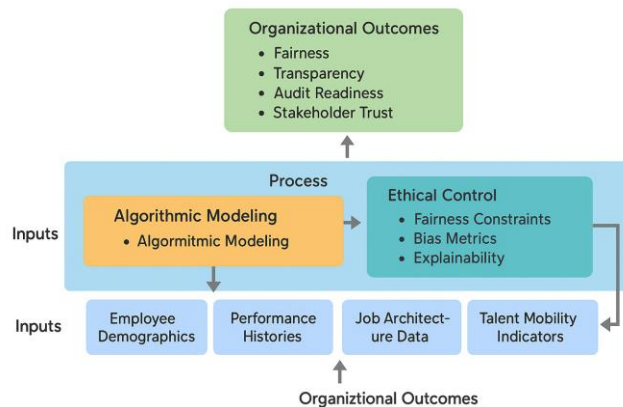 Organizational Outcomes
• Fairness
• Transparency
• Audit Readiness
• Stakeholder Trust
Process
Inputs
Algorithmic Modeling
• Algormitmic Modeling
Ethical Control
• Fairness Constraints
• Bias Metrics
• Explainability
Inputs
Employee
Demographics
Performance
Histories
Job Architect-
ure Data
Talent Mobility
Indicators
Organiztional Outcomes